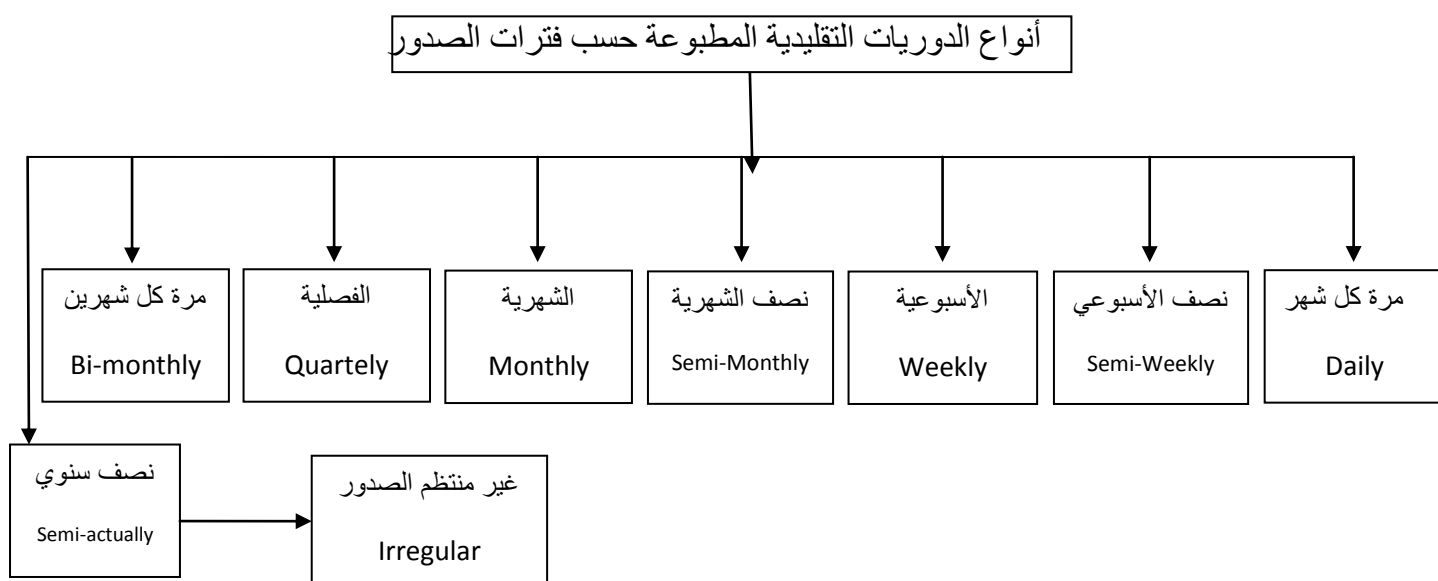 أنواع الدوريات التقليدية المطبوعة حسب فترات الصدور
مرة كل شهر
Daily
نصف الأسبوعي
Semi-Weekly
الأسبوعية
Weekly
نصف الشهرية
Semi-Monthly
الشهرية
Monthly
الفصلية
Quartely
مرة كل شهرين
Bi-monthly
نصف سنوي
Semi-actually
غير منتظم الصدور
Irregular